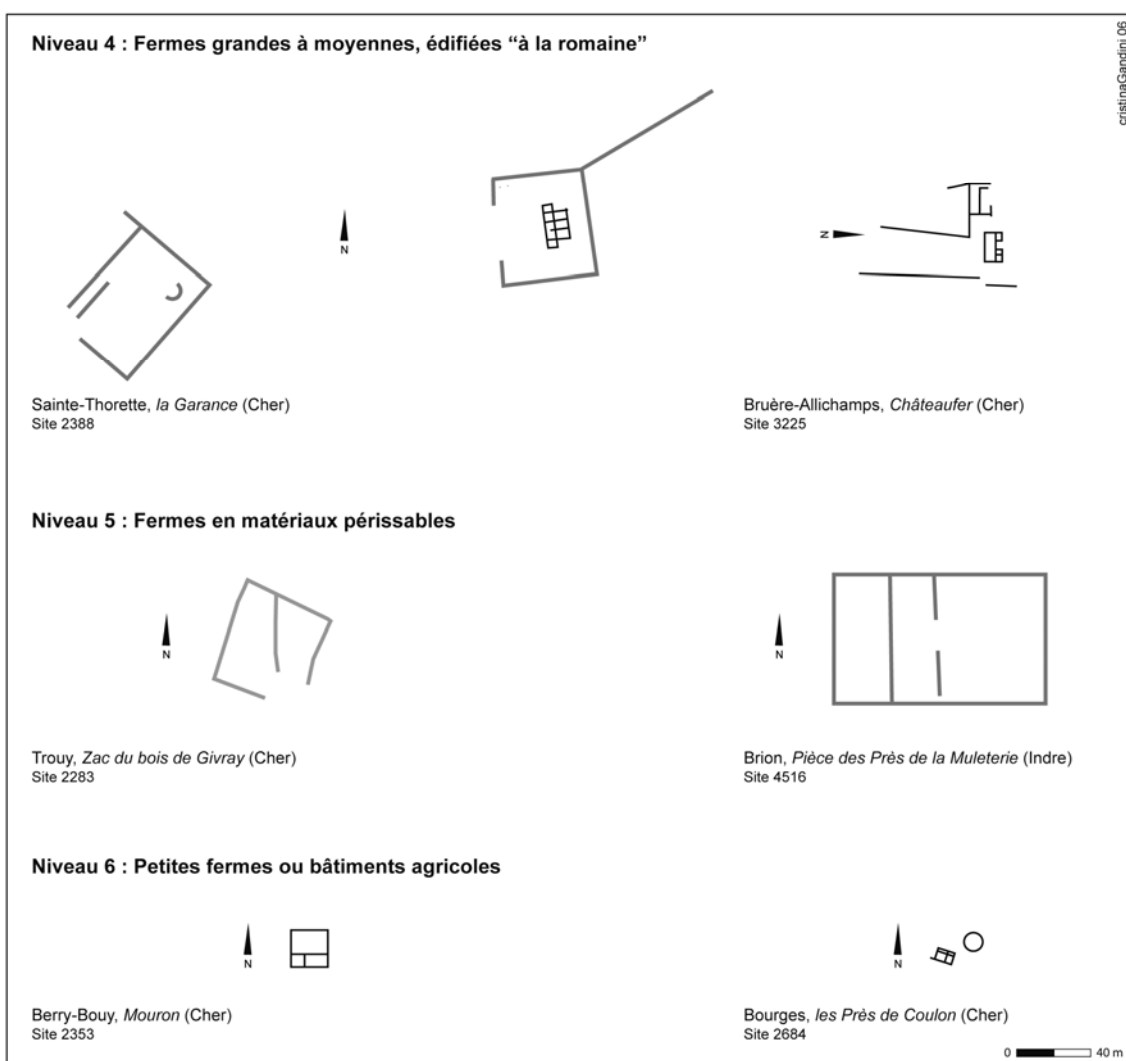 cristinaGandini 06
Niveau 4 : Fermes grandes à moyennes, édifiées “à la romaine”
N
N
Sainte-Thorette, la Garance (Cher)
Site 2388
Bruère-Allichamps, Châteaufer (Cher)
Site 3225
Niveau 5 : Fermes en matériaux périssables
N
N
Trouy, Zac du bois de Givray (Cher)
Site 2283
Brion, Pièce des Près de la Muleterie (Indre)
Site 4516
Niveau 6 : Petites fermes ou bâtiments agricoles
N
N
Berry-Bouy, Mouron (Cher)
Site 2353
Bourges, les Près de Coulon (Cher)
Site 2684
0 40 m